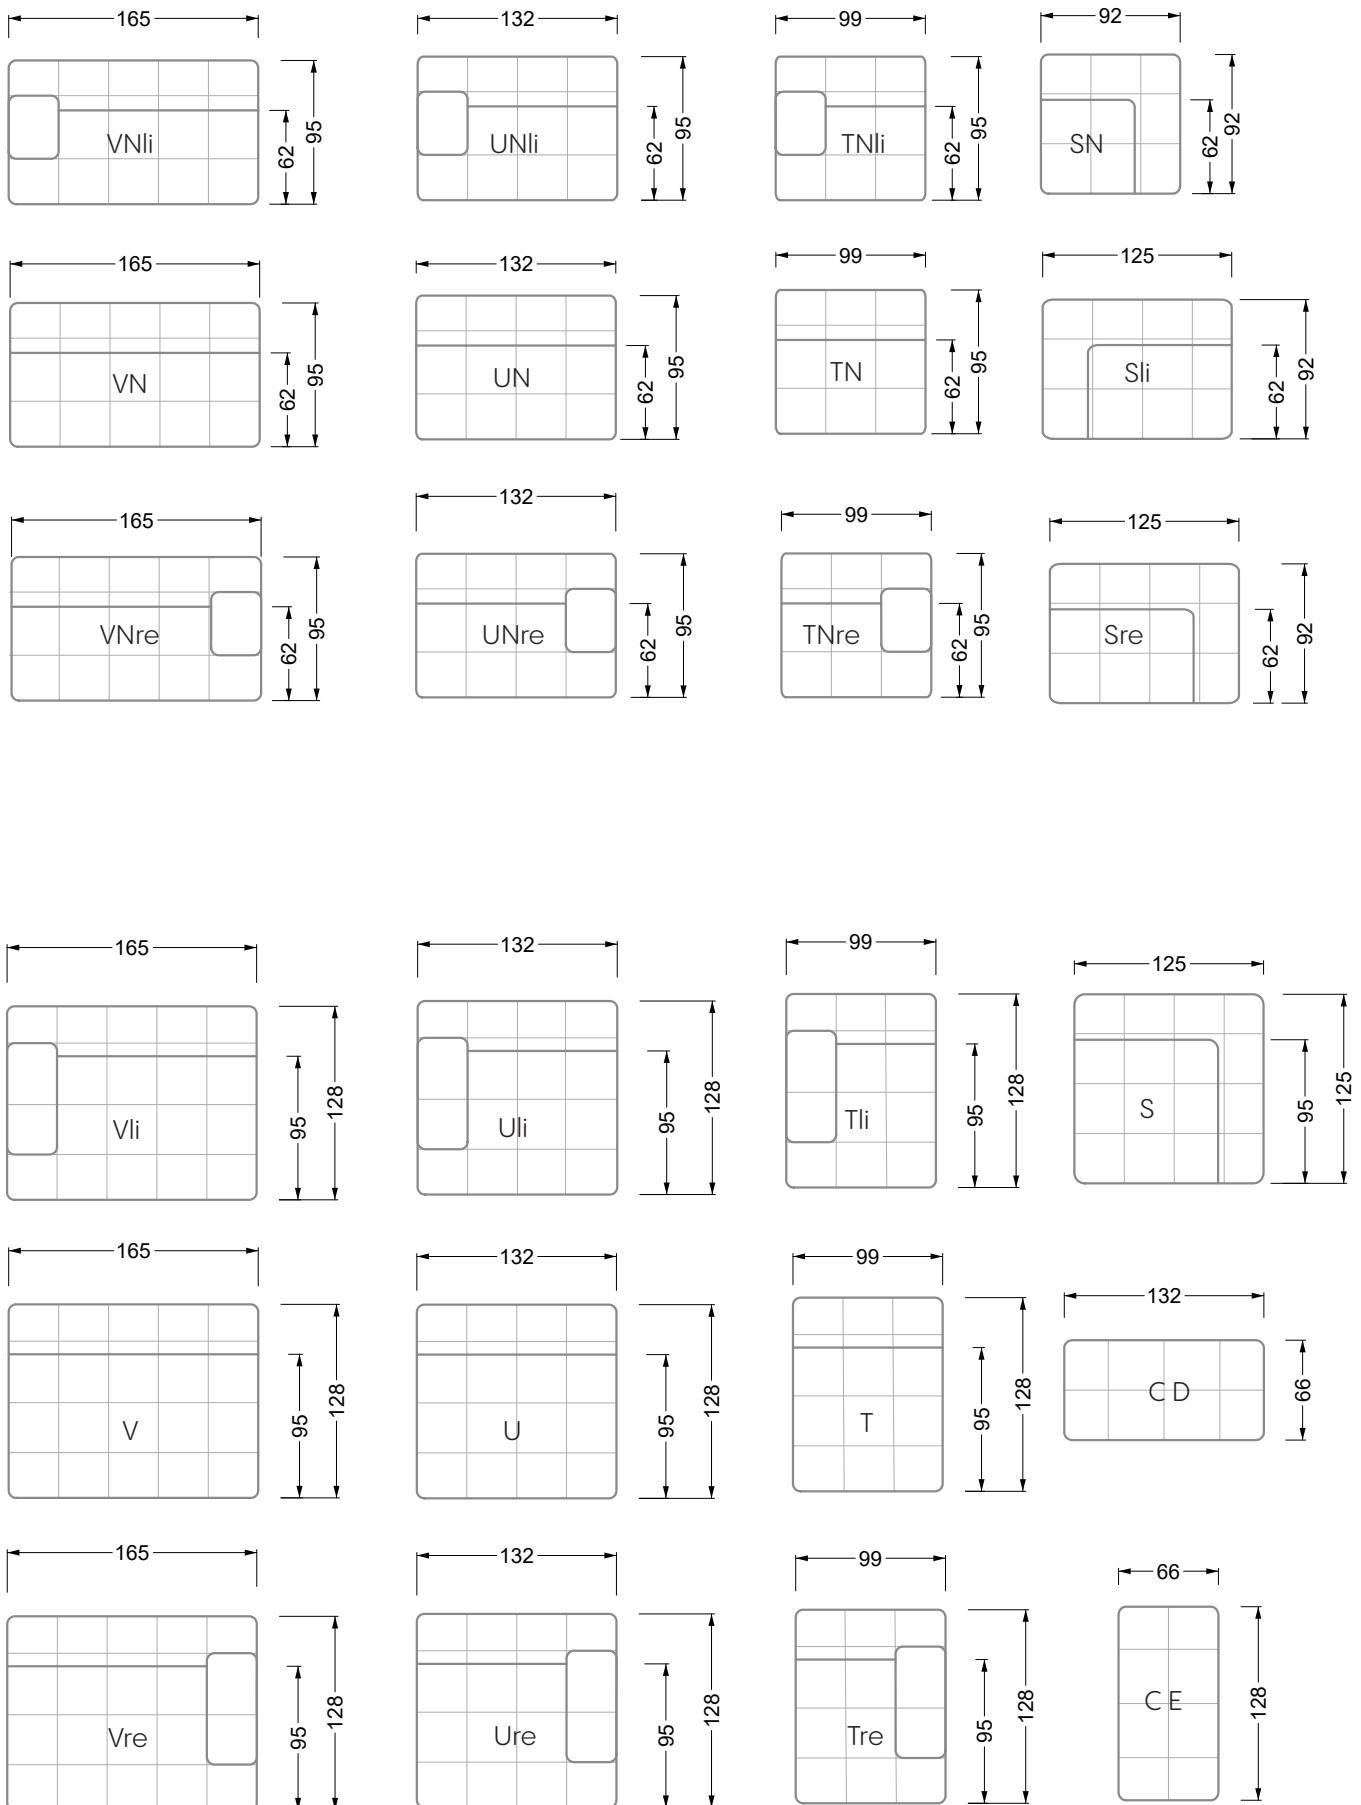 165 132 99 92
VNli 62 95 UNli 62 95 TNli 62 95 SN 62 92
165 132 99 125
VN 62 95 UN 62 95 TN 62 95 Sli 62 92
165 132 99 125
VNre 62 95 UNre 62 95 TNre 62 95 Sre 62 92
165 132 99 125
Vli 95 128 Uli 95 128 Tli 95 128 S 95 125
165 132 99 132
V 95 128 U 95 128 T 95 128 CD 66
165 132 99 66
Vre 95 128 Ure 95 128 Tre 95 128 CE 128